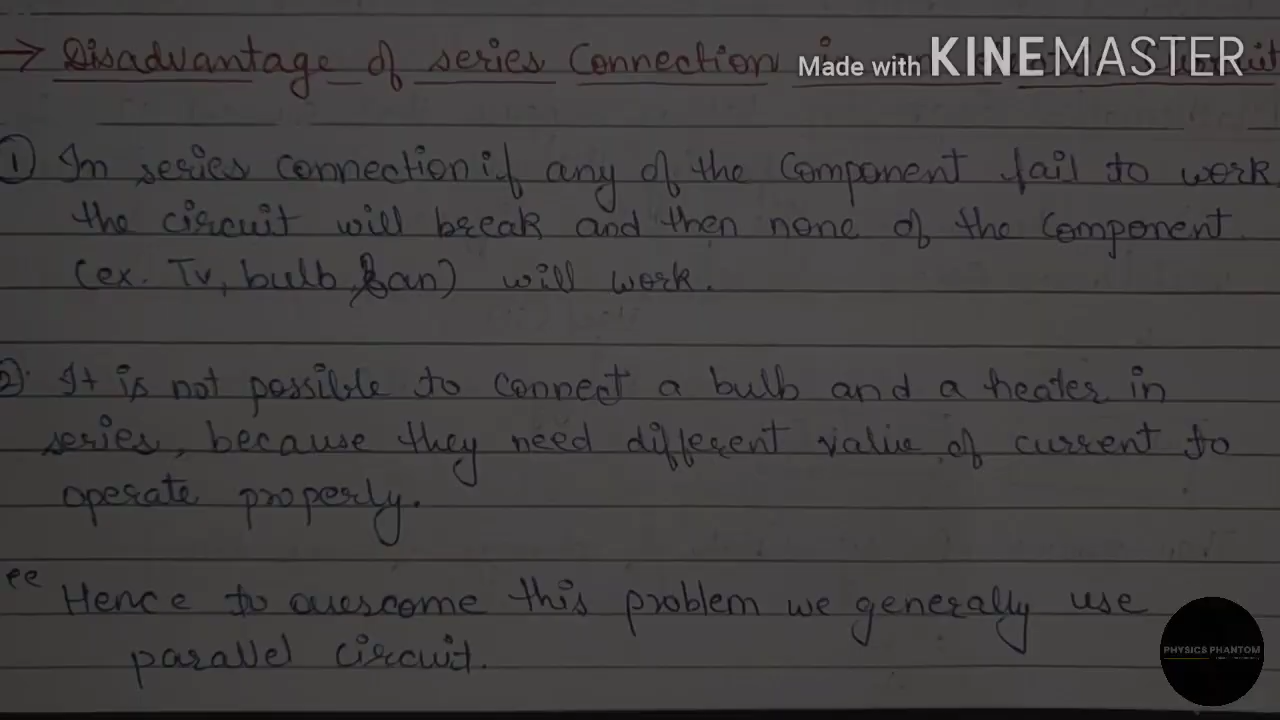 → Disadvantage of series Connection in
Made with KINEMASTER
① In series connection if any of the component fail to work
the circuit will break and then none of the component
(ex. Tv, bulb, fan) will work.
②. It is not possible to connect a bulb and a heater in
series, because they need different value of current to
operate properly.
Hence to overcome this problem we generally use
parallel circuit.
PHYSICS PHANTOM